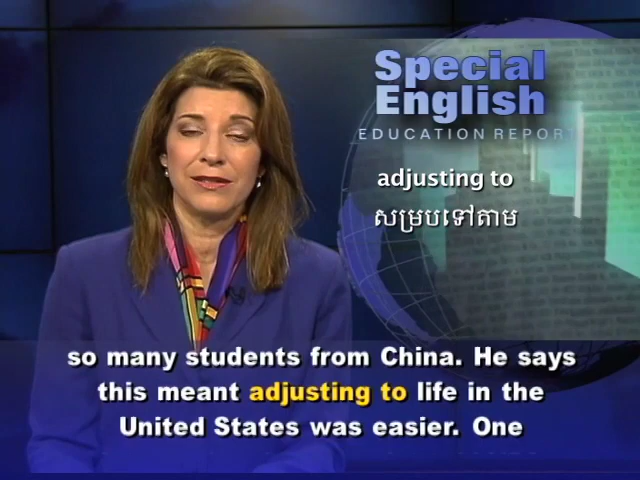 Special
English
EDUCATION REPORT
adjusting to
សម្របទៅតាម
so many students from China. He says
this meant adjusting to life in the
United States was easier. One